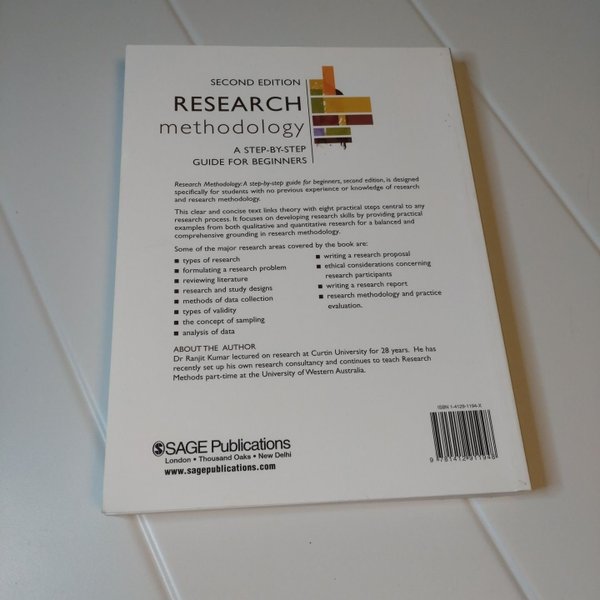 SECOND EDITION
RESEARCH
methodology
A STEP-BY-STEP
GUIDE FOR BEGINNERS
Research Methodology: A step-by-step guide for beginners, second edition, is designed
specifically for students with no previous experience or knowledge of research
and research methodology.
This clear and concise text links theory with eight practical steps central to any
research process. It focuses on developing research skills by providing practical
examples from both qualitative and quantitative research for a balanced and
comprehensive grounding in research methodology.
Some of the major research areas covered by the book are:
■ types of research
■ formulating a research problem
■ reviewing literature
■ research and study designs
■ methods of data collection
■ types of validity
■ the concept of sampling
■ analysis of data
■ writing a research proposal
■ ethical considerations concerning
research participants
■ writing a research report
■ research methodology and practice
evaluation.
ABOUT THE AUTHOR
Dr Ranjit Kumar lectured on research at Curtin University for 28 years. He has
recently set up his own research consultancy and continues to teach Research
Methods part-time at the University of Western Australia.
ISBN: 1-4129-1194-X
9 781412 911948
SAGE Publications
London • Thousand Oaks • New Delhi
www.sagepublications.com